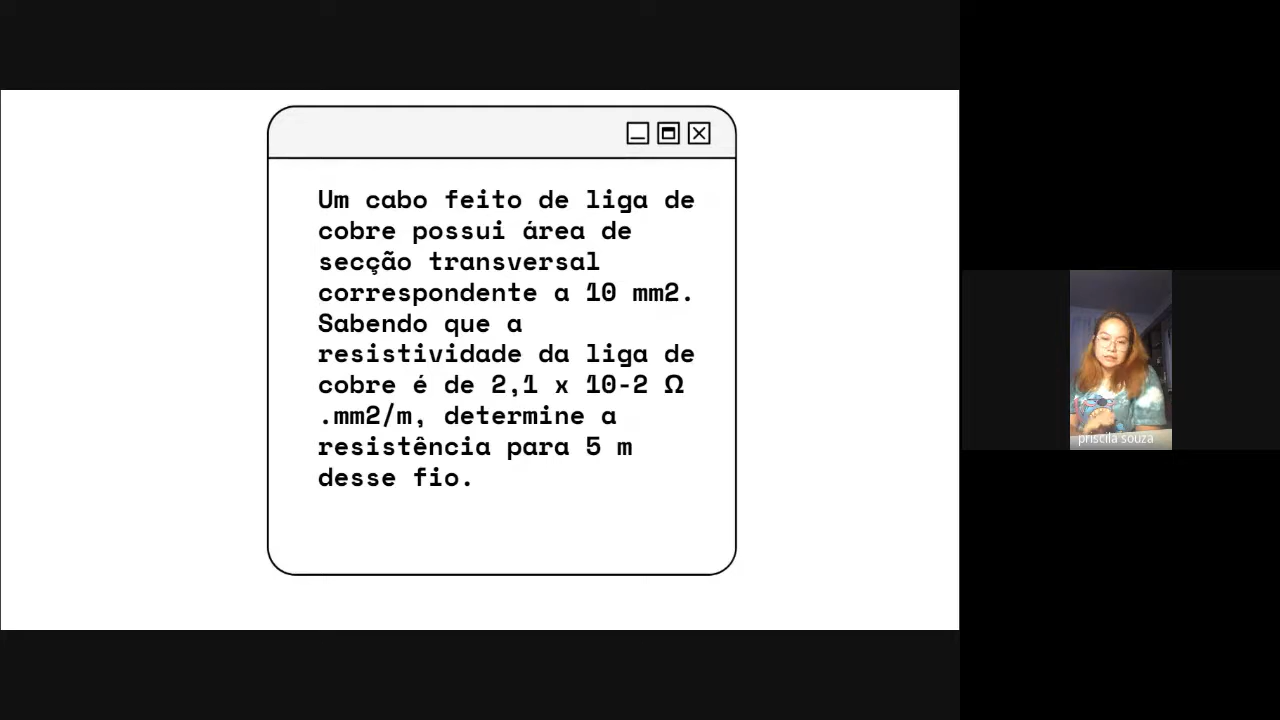 Um cabo feito de liga de
cobre possui área de
secção transversal
correspondente a 10 mm2.
Sabendo que a
resistividade da liga de
cobre é de 2,1 x 10-2 Ω
.mm2/m, determine a
resistência para 5 m
desse fio.
priscila souza